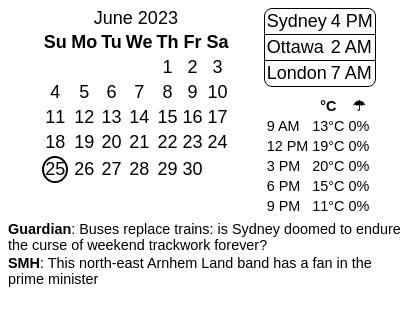 June 2023
Su Mo Tu We Th Fr Sa
1 2 3
4 5 6 7 8 9 10
11 12 13 14 15 16 17
18 19 20 21 22 23 24
25 26 27 28 29 30
Sydney 4 PM
Ottawa 2 AM
London 7 AM
°C ☂
9 AM 13°C 0%
12 PM 19°C 0%
3 PM 20°C 0%
6 PM 15°C 0%
9 PM 11°C 0%
Guardian: Buses replace trains: is Sydney doomed to endure
the curse of weekend trackwork forever?
SMH: This north-east Arnhem Land band has a fan in the
prime minister